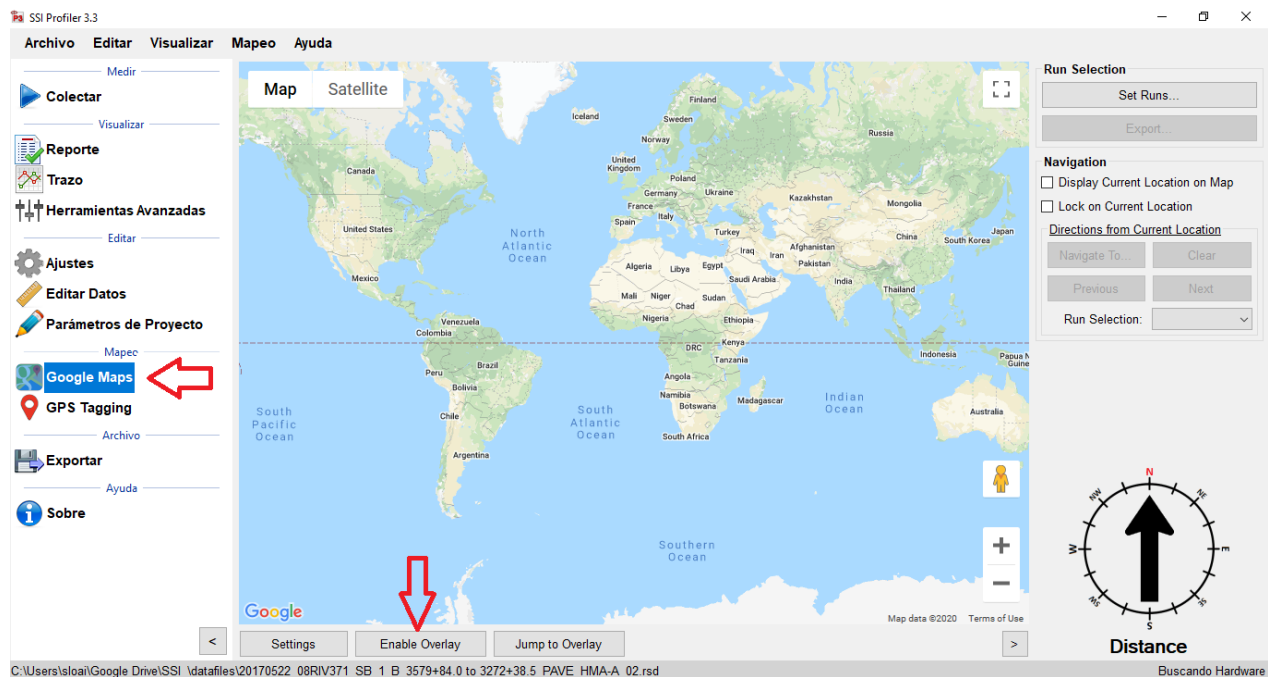 SSI Profiler 3.3
Archivo Editar Visualizar Mapeo Ayuda
Medir
Colectar
Visualizar
Reporte
Trazo
Herramientas Avanzadas
Editar
Ajustes
Editar Datos
Parámetros de Proyecto
Mapeo
Google Maps
GPS Tagging
Archivo
Exportar
Ayuda
Sobre
<
Map Satellite
Iceland
Finland
Sweden
Norway
Russia
Canada
United
Kingdom
Poland
Germany
Ukraine
France
Kazakhstan
Mongolia
Spain
Italy
United States
North
Atlantic
Ocean
Turkey
China
South Korea
Japan
Iraq
Iran
Afghanistan
Pakistan
Algeria
Libya
Egypt
Saudi Arabia
India
Mexico
Mali
Niger
Chad
Sudan
Thailand
Nigeria
Ethiopia
Venezuela
Colombia
DRC
Kenya
Tanzania
Indonesia
Papua N
Guine
Peru
Brazil
Bolivia
Angola
Namibia
Botswana
Madagascar
Indian
Ocean
South
Pacific
Ocean
Chile
South
Atlantic
Ocean
South Africa
Australia
Argentina
Southern
Ocean
Google
Map data ©2020 Terms of Use
Settings Enable Overlay Jump to Overlay >
Run Selection
Set Runs...
Export...
Navigation
Display Current Location on Map
Lock on Current Location
Directions from Current Location
Navigate To... Clear
Previous Next
Run Selection:
N
NE
E
SE
S
SW
W
NW
Distance
C:\Users\sloai\Google Drive\SSI_\datafiles\20170522_08RIV371_SB_1_B_3579+84.0 to 3272+38.5_PAVE_HMA-A_02.rsd
Buscando Hardware